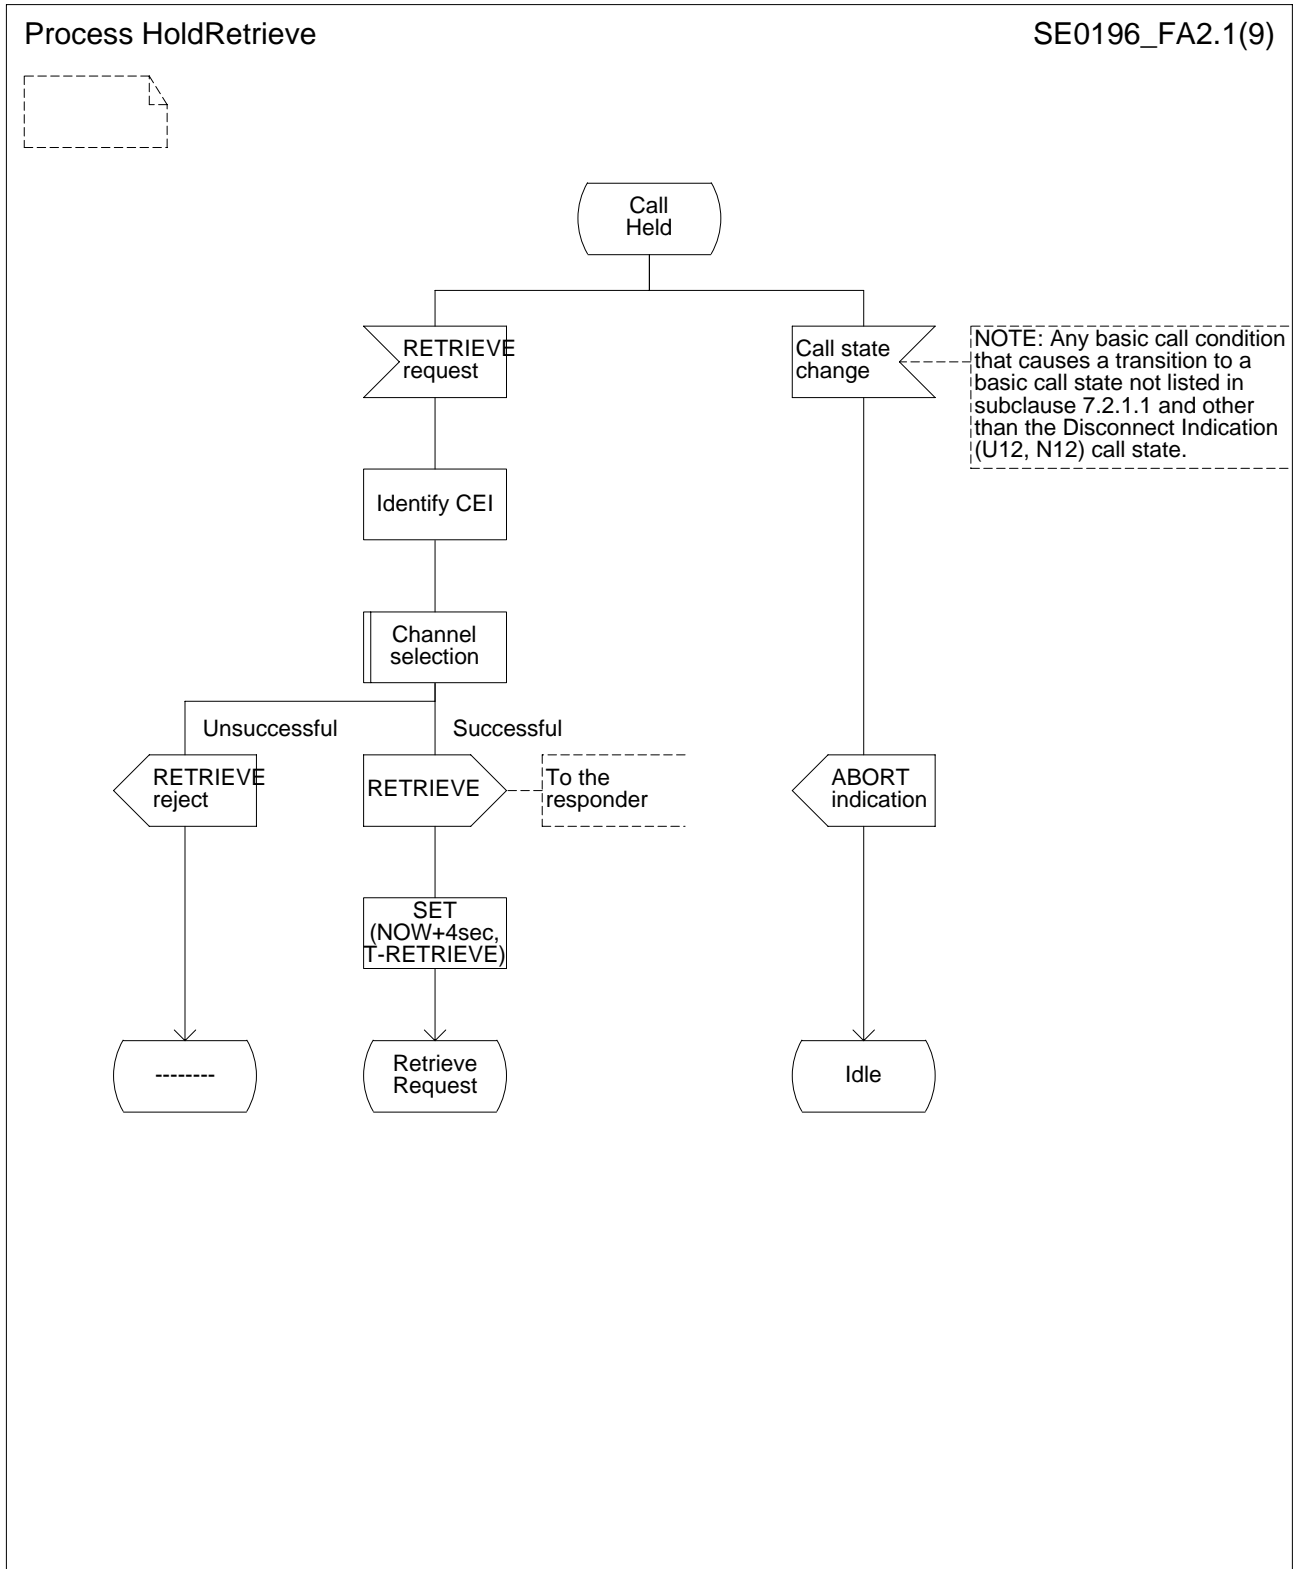 Process HoldRetrieve
SE0196_FA2.1(9)
Call
Held
RETRIEVE
request
Call state
change
NOTE: Any basic call condition
that causes a transition to a
basic call state not listed in
subclause 7.2.1.1 and other
than the Disconnect Indication
(U12, N12) call state.
Identify CEI
Channel
selection
Unsuccessful
Successful
RETRIEVE
reject
RETRIEVE
To the
responder
ABORT
indication
SET
(NOW+4sec,
T-RETRIEVE)
--------
Retrieve
Request
Idle